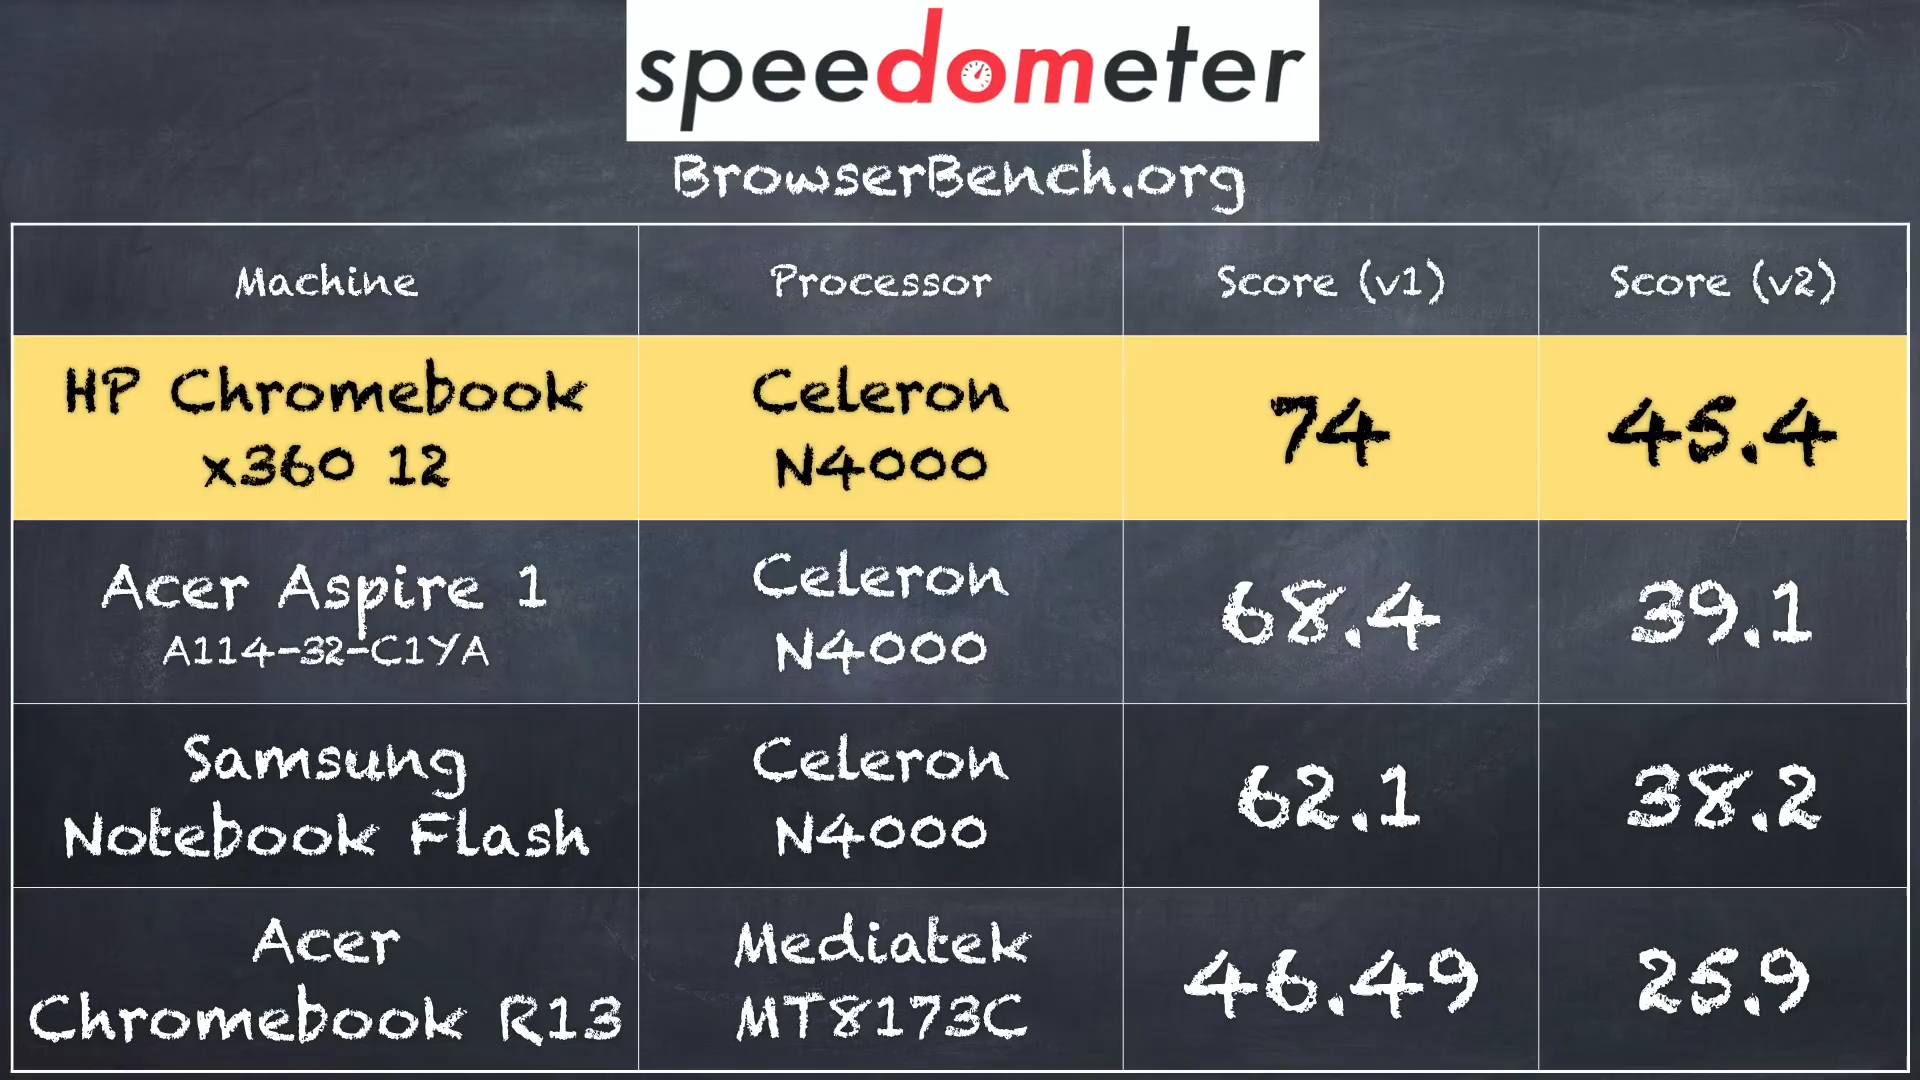 speedometer
BrowserBench.org
Machine Processor Score (v1) Score (v2)
HP Chromebook x360 12 Celeron N4000 74 45.4
Acer Aspire 1 A114-32-C1YA Celeron N4000 68.4 39.1
Samsung Notebook Flash Celeron N4000 62.1 38.2
Acer Chromebook R13 Mediatek MT8173C 46.49 25.9